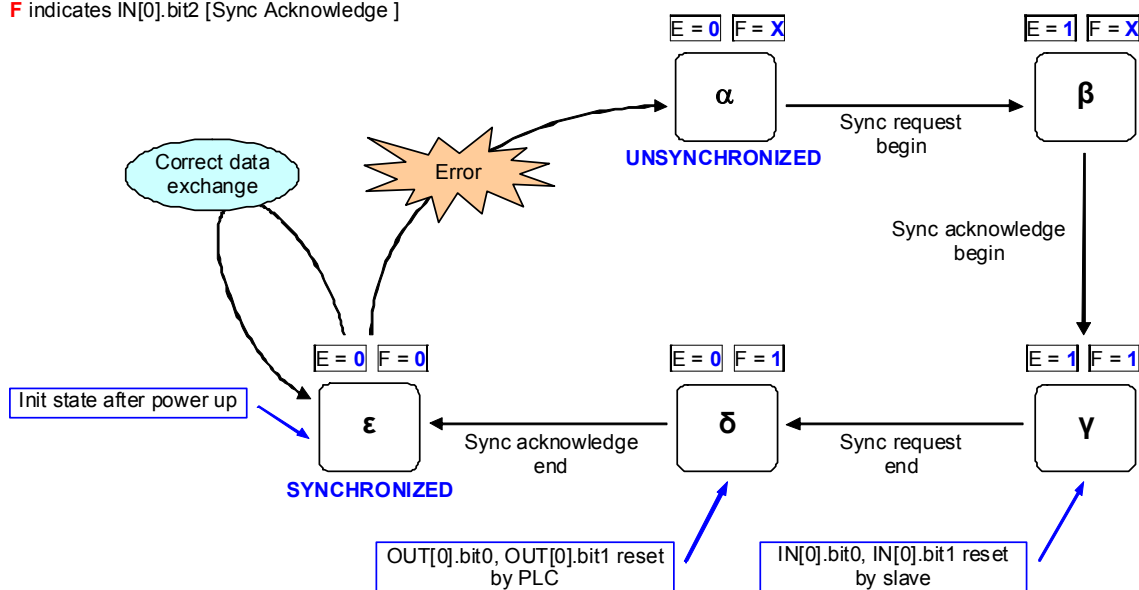 F indicates IN[0].bit2 [Sync Acknowledge ]
E = 0 F = X
E = 1 F = X
α
β
Sync request
begin
UNSYNCHRONIZED
Correct data
exchange
Error
Sync acknowledge
begin
E = 0 F = 0
E = 0 F = 1
E = 1 F = 1
Init state after power up
ε
δ
γ
Sync acknowledge
end
Sync request
end
SYNCHRONIZED
OUT[0].bit0, OUT[0].bit1 reset
by PLC
IN[0].bit0, IN[0].bit1 reset
by slave